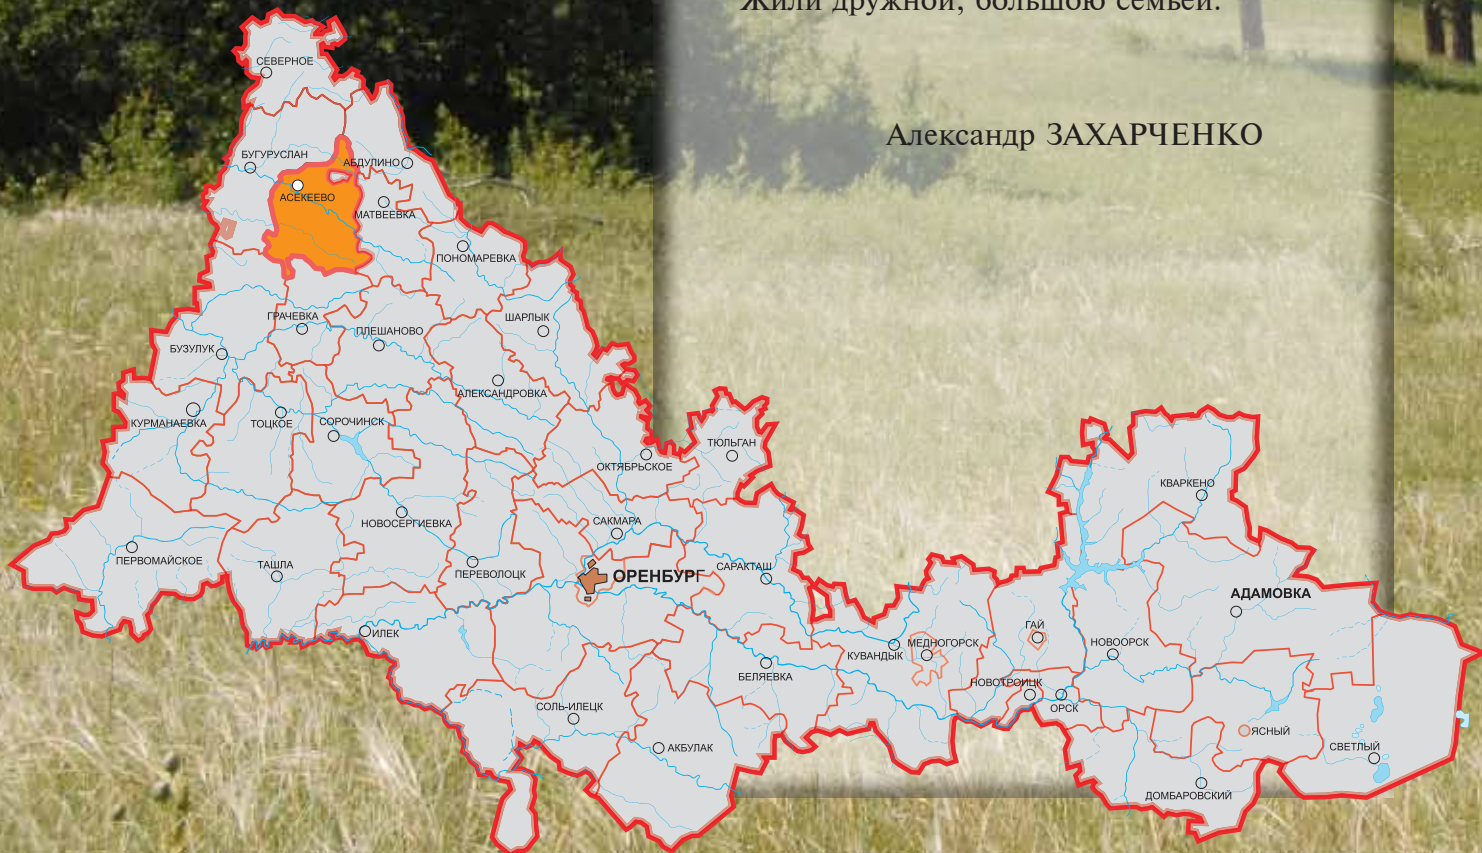 Жили дружной, большою семьёй.
Александр ЗАХАРЧЕНКО
СЕВЕРНОЕ
БУГУРУСЛАН
АБДУЛИНО
АСЕКЕЕВО
МАТВЕЕВКА
ПОНОМАРЕВКА
ГРАЧЕВКА
ПЛЕШАНОВО
ШАРЛЫК
БУЗУЛУК
АЛЕКСАНДРОВКА
КУРМАНАЕВКА
ТОЦКОЕ
СОРОЧИНСК
ТЮЛЬГАН
ОКТЯБРЬСКОЕ
КВАРКЕНО
НОВОСЕРГИЕВКА
САКМАРА
ПЕРВОМАЙСКОЕ
ТАШЛА
ПЕРЕВОЛОЦК
ОРЕНБУРГ
САРАКТАШ
АДАМОВКА
ИЛЕК
КУВАНДЫК
МЕДНОГОРСК
ГАЙ
НОВООРСК
БЕЛЯЕВКА
НОВОТРОИЦК
ОРСК
СОЛЬ-ИЛЕЦК
АКБУЛАК
ЯСНЫЙ
СВЕТЛЫЙ
ДОМБАРОВСКИЙ